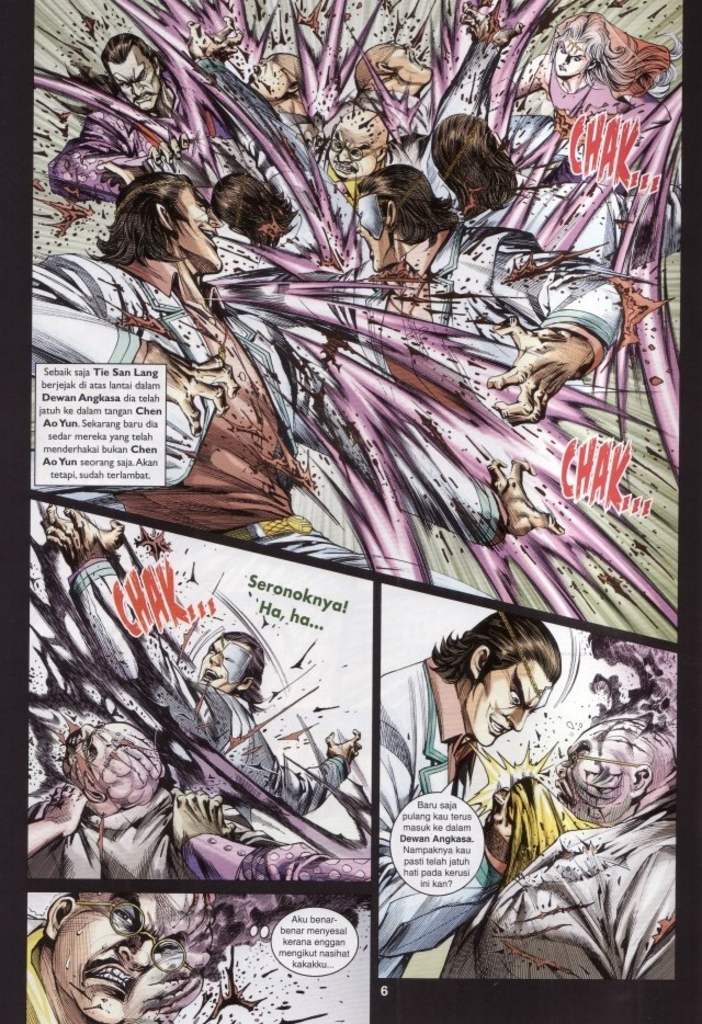 CHAK...
Sebaik saja Tie San Lang
berjejak di atas lantai dalam
Dewan Angkasa dia telah
jatuh ke dalam tangan Chen
Ao Yun. Sekarang baru dia
sedar mereka yang telah
menderhakai bukan Chen
Ao Yun seorang saja. Akan
tetapi, sudah terlambat.
CHAK...
CHAK...
Seronoknya!
Ha, ha...
Baru saja
pulang kau terus
masuk ke dalam
Dewan Angkasa.
Nampaknya kau
pasti telah jatuh
hati pada kerusi
ini kan?
Aku benar-
benar menyesal
kerana enggan
mengikut nasihat
kakakku...
6